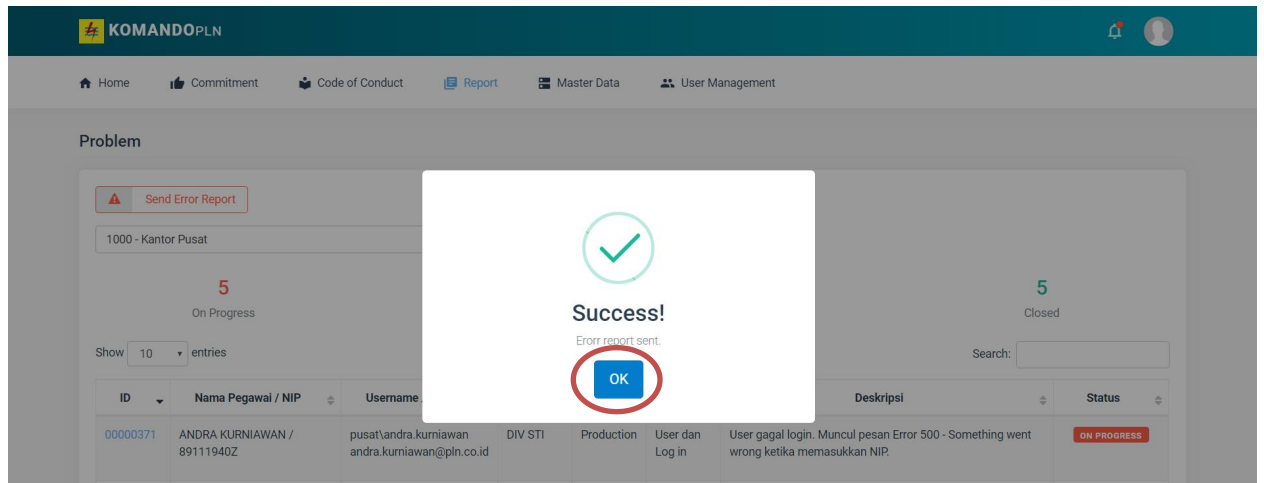 KOMANDOPLN
Home Commitment Code of Conduct Report Master Data User Management
Problem
Send Error Report
1000 - Kantor Pusat
5
On Progress
5
Closed
Success!
Erorr report sent.
OK
Show 10 entries
Search:
ID Nama Pegawai / NIP Username Deskripsi Status
00000371 ANDRA KURNIAWAN / pusat\andra.kurniawan DIV STI Production User dan User gagal login. Muncul pesan Error 500 - Something went ON PROGRESS
89111940Z andra.kurniawan@pln.co.id Log in wrong ketika memasukkan NIP.